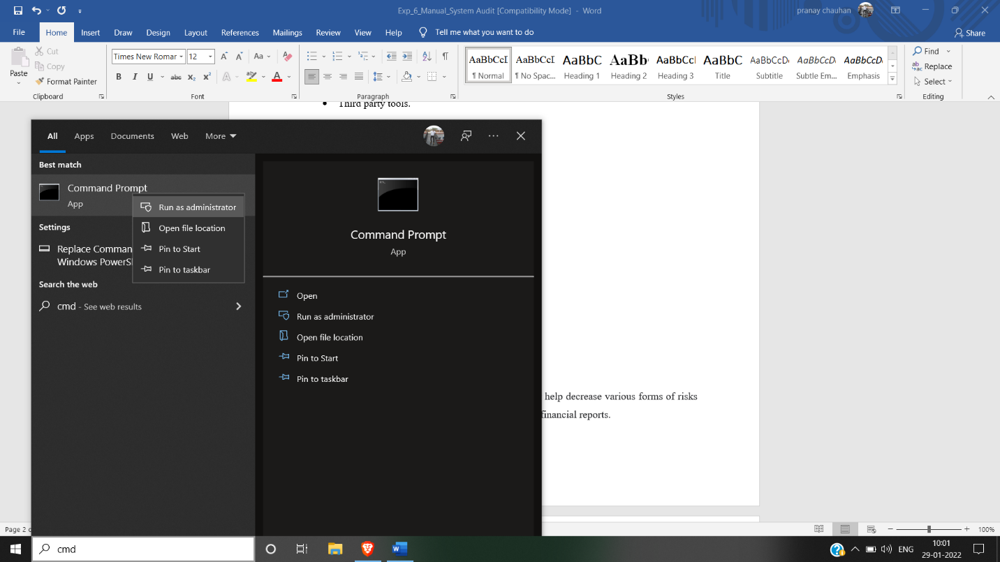 Exp_6_Manual_System Audit [Compatibility Mode] - Word
pranay chauhan
File Home Insert Draw Design Layout References Mailings Review View Help Tell me what you want to do Share
Paste
Cut
Copy
Format Painter
Clipboard
Times New Roman 12
Aa
B I U abc x₂ x² A A
Font
Paragraph
AaBbCcI AaBbCcI AaBbC AaBb AaBbCcI AaBbC AaBbCcD AaBbCcD AaBbCcD
¶ Normal ¶ No Spac... Heading 1 Heading 2 Heading 3 Title Subtitle Subtle Em... Emphasis
Styles
Find
Replace
Select
Editing
Third party tools.
All Apps Documents Web More
Best match
Command Prompt
App
Run as administrator
Open file location
Pin to Start
Pin to taskbar
Settings
Replace Comman
Windows PowerS
Search the web
cmd - See web results
Command Prompt
App
Open
Run as administrator
Open file location
Pin to Start
Pin to taskbar
help decrease various forms of risks
financial reports.
Page 2
100%
cmd
ENG
10:01
29-01-2022